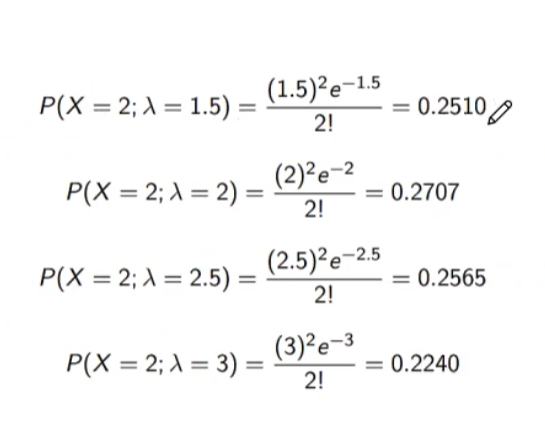 P(X = 2; λ = 1.5) = (1.5)²e⁻¹·⁵ / 2! = 0.2510
P(X = 2; λ = 2) = (2)²e⁻² / 2! = 0.2707
P(X = 2; λ = 2.5) = (2.5)²e⁻²·⁵ / 2! = 0.2565
P(X = 2; λ = 3) = (3)²e⁻³ / 2! = 0.2240